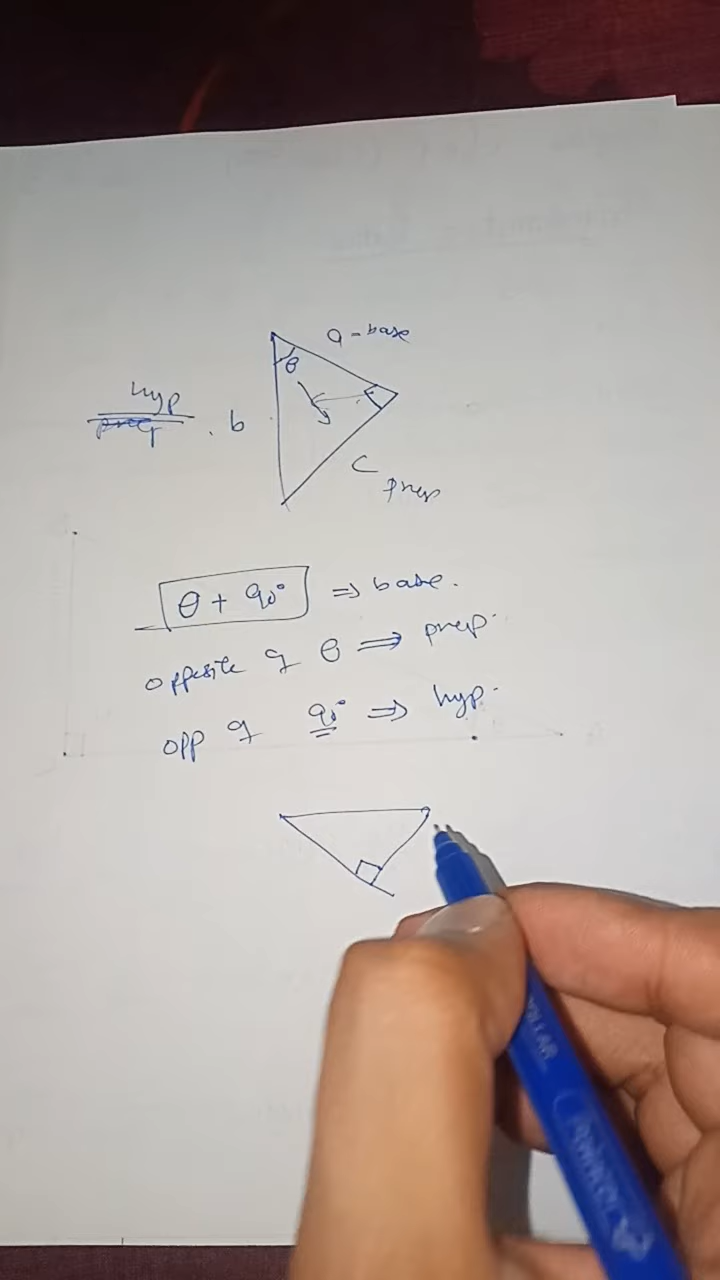 a - base
θ
hyp
b
c
prep
θ + 90° ⇒ base.
opposite of θ ⇒ prep.
opp of 90° ⇒ hyp.